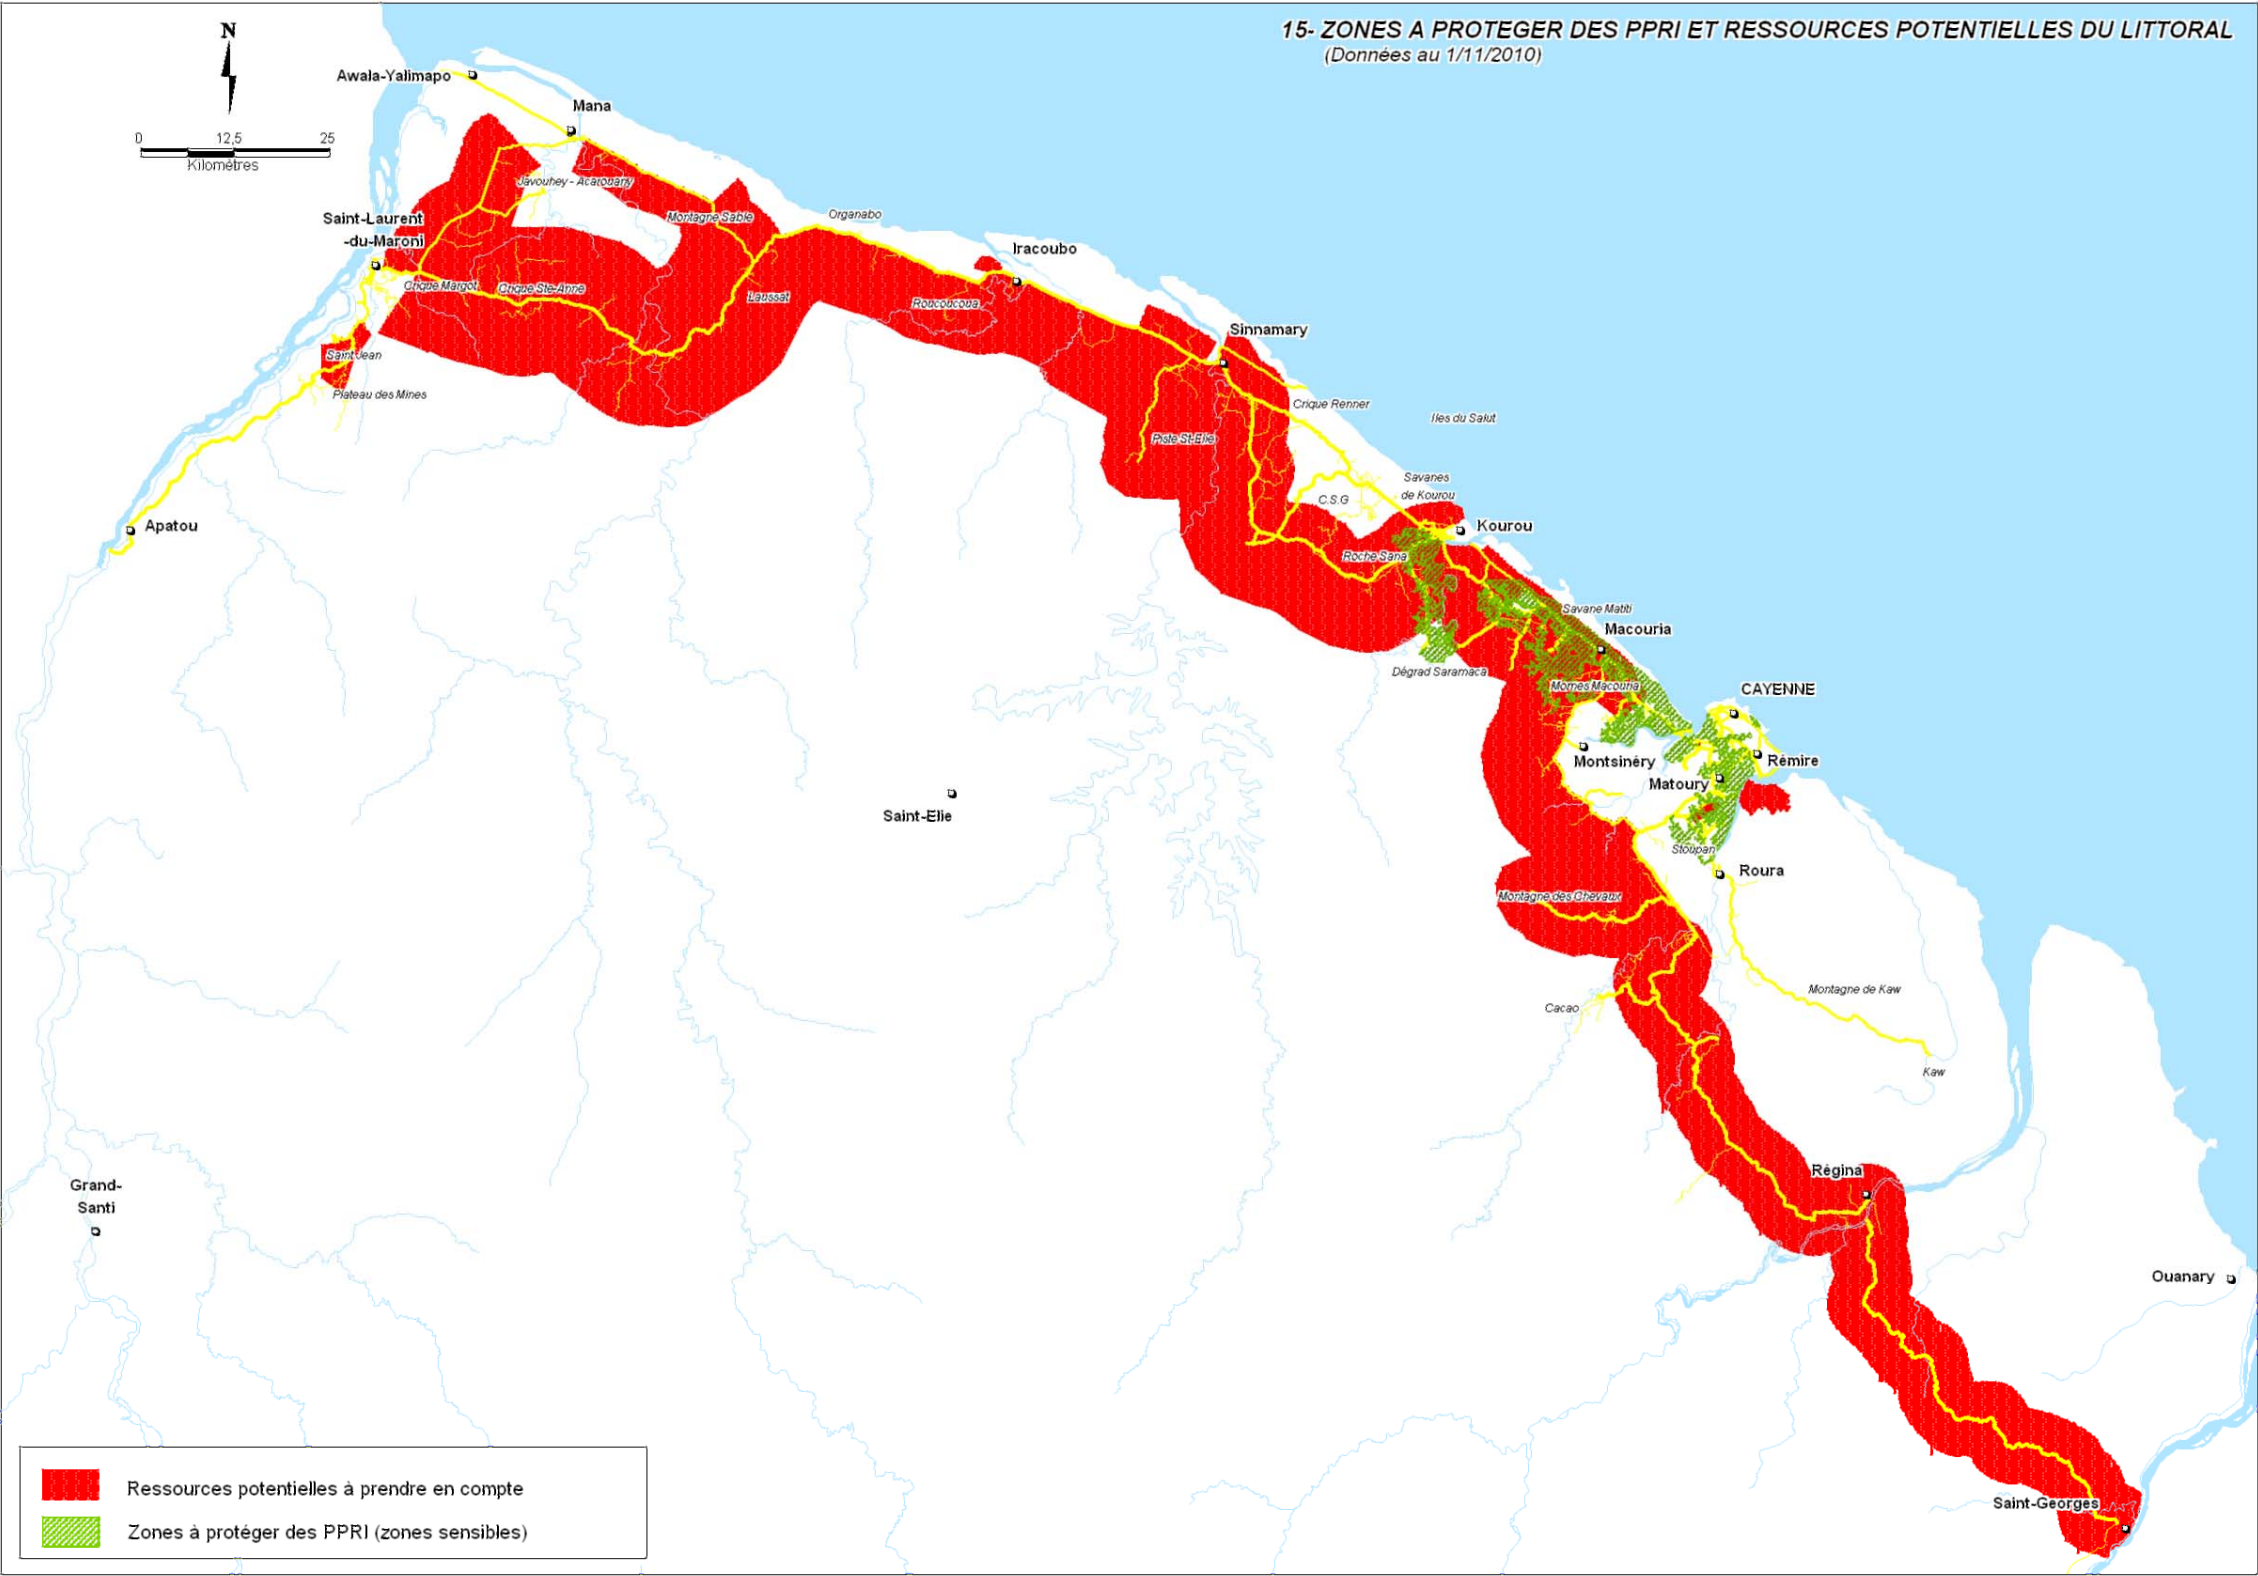 15- ZONES A PROTEGER DES PPRI ET RESSOURCES POTENTIELLES DU LITTORAL
(Données au 1/11/2010)
N
0 12,5 25
Kilomètres
Awala-Yalimapo
Mana
Javouhey - Acarouany
Saint-Laurent
-du-Maroni
Montagne Sable
Organabo
Iracoubo
Crique Margot
Crique Ste-Anne
Laussat
Roucoucoua
Sinnamary
Saint Jean
Plateau des Mines
Crique Renner
Iles du Salut
Piste St-Elie
Savanes
de Kourou
C.S.G
Apatou
Kourou
Roche Sana
Savane Matiti
Macouria
Dégrad Saramaca
Mornes Macouria
CAYENNE
Montsinéry
Rémire
Matoury
Saint-Elie
Stoupan
Roura
Montagne des Chevaux
Montagne de Kaw
Cacao
Kaw
Régina
Grand-
Santi
Ouanary
Saint-Georges
Ressources potentielles à prendre en compte
Zones à protéger des PPRI (zones sensibles)